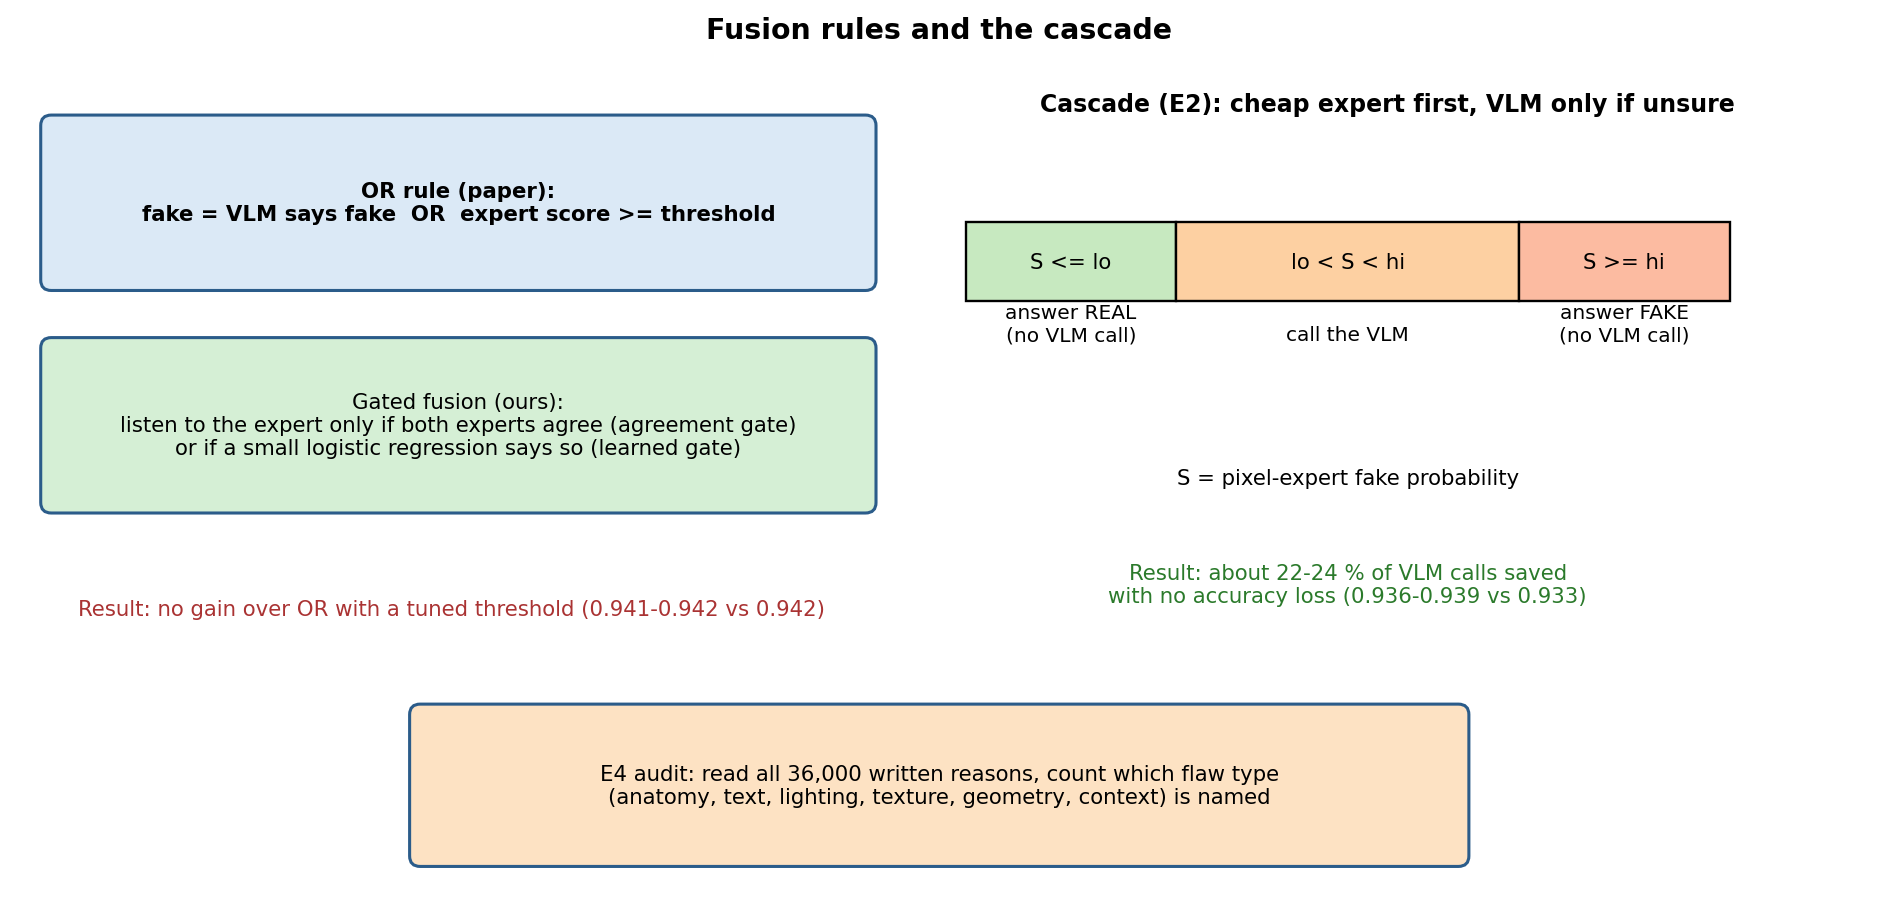 Fusion rules and the cascade
OR rule (paper):
fake = VLM says fake  OR  expert score >= threshold
Gated fusion (ours):
listen to the expert only if both experts agree (agreement gate)
or if a small logistic regression says so (learned gate)
Result: no gain over OR with a tuned threshold (0.941-0.942 vs 0.942)
Cascade (E2): cheap expert first, VLM only if unsure
S <= lo
lo < S < hi
S >= hi
answer REAL
(no VLM call)
call the VLM
answer FAKE
(no VLM call)
S = pixel-expert fake probability
Result: about 22-24 % of VLM calls saved
with no accuracy loss (0.936-0.939 vs 0.933)
E4 audit: read all 36,000 written reasons, count which flaw type
(anatomy, text, lighting, texture, geometry, context) is named